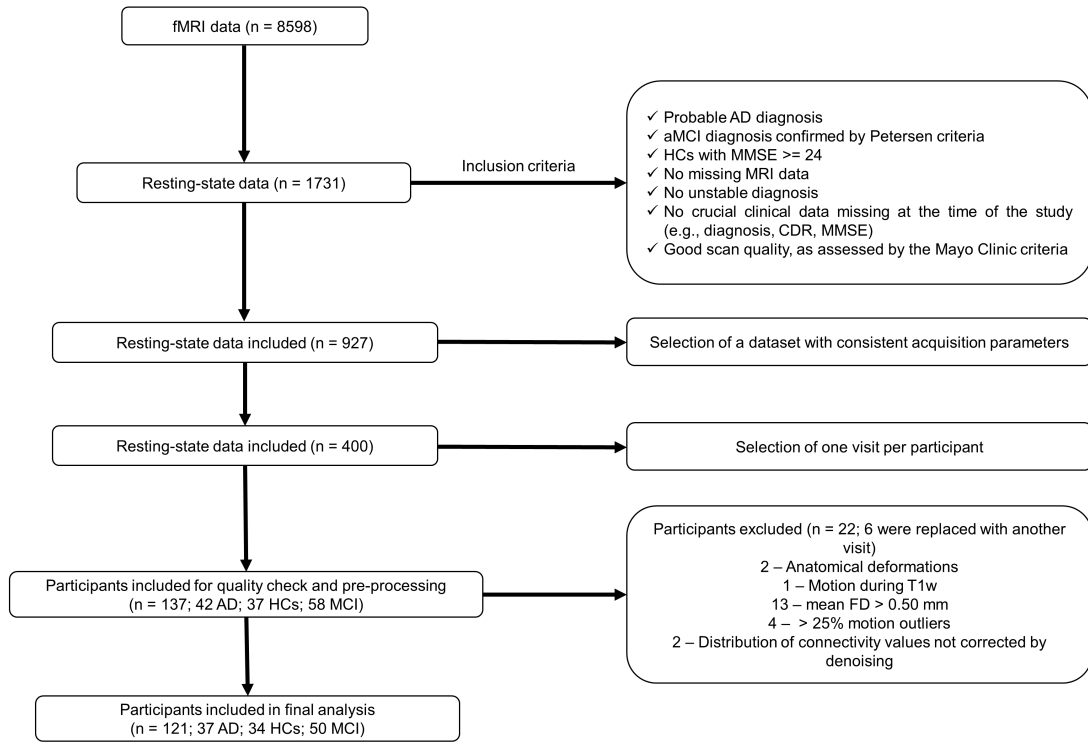 fMRI data (n = 8598)
✓ Probable AD diagnosis
✓ aMCI diagnosis confirmed by Petersen criteria
✓ HCs with MMSE >= 24
✓ No missing MRI data
✓ No unstable diagnosis
✓ No crucial clinical data missing at the time of the study
(e.g., diagnosis, CDR, MMSE)
✓ Good scan quality, as assessed by the Mayo Clinic criteria
Inclusion criteria
Resting-state data (n = 1731)
Resting-state data included (n = 927)
Selection of a dataset with consistent acquisition parameters
Resting-state data included (n = 400)
Selection of one visit per participant
Participants included for quality check and pre-processing
(n = 137; 42 AD; 37 HCs; 58 MCI)
Participants excluded (n = 22; 6 were replaced with another
visit)
2 – Anatomical deformations
1 – Motion during T1w
13 – mean FD > 0.50 mm
4 – > 25% motion outliers
2 – Distribution of connectivity values not corrected by
denoising
Participants included in final analysis
(n = 121; 37 AD; 34 HCs; 50 MCI)